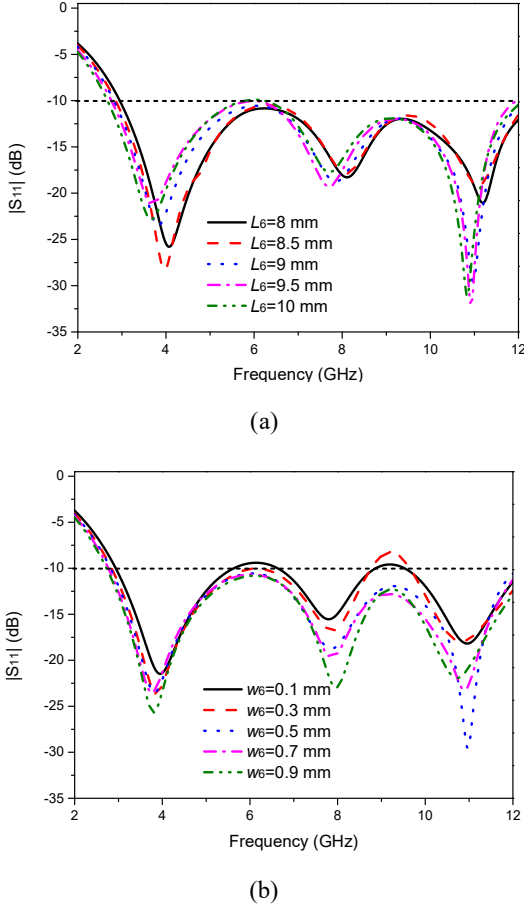 0
-5
-10
-15
-20
-25
-30
-35
|S11| (dB)
L6=8 mm
L6=8.5 mm
L6=9 mm
L6=9.5 mm
L6=10 mm
2 4 6 8 10 12
Frequency (GHz)
(a)
0
-5
-10
-15
-20
-25
-30
-35
|S11| (dB)
w6=0.1 mm
w6=0.3 mm
w6=0.5 mm
w6=0.7 mm
w6=0.9 mm
2 4 6 8 10 12
Frequency (GHz)
(b)